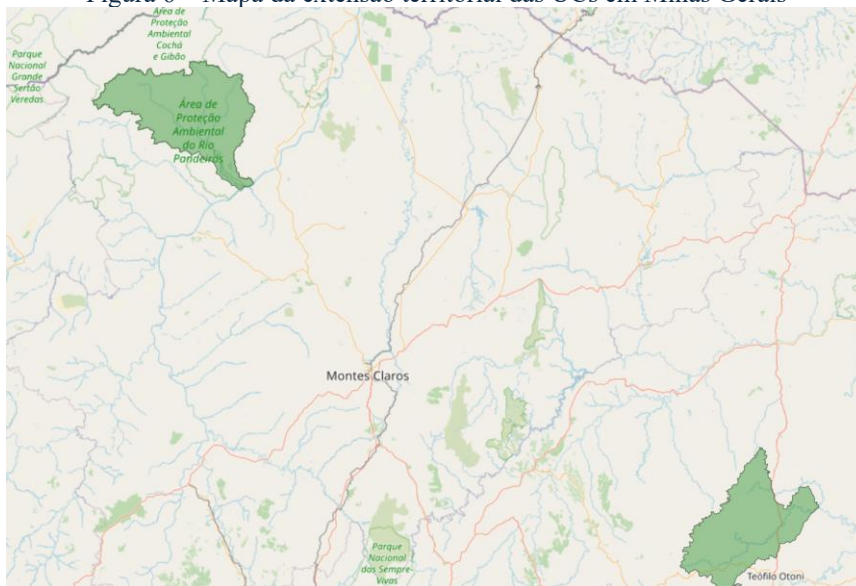 Figura 6 – Mapa da extensão territorial das UCs em Minas Gerais
Área de
Proteção
Ambiental
Cochá
e Gibão
Parque
Nacional
Grande
Sertão
Veredas
Área de
Proteção
Ambiental
do Rio
Pandeiros
Montes Claros
Parque
Nacional
das Sempre-
Vivas
Teófilo Otoni